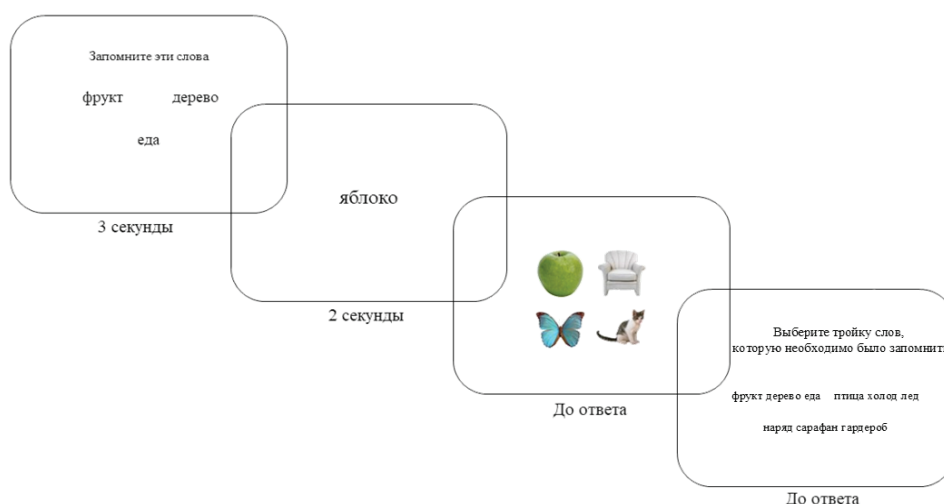 Запомните эти слова
фрукт дерево
еда
3 секунды
яблоко
2 секунды
До ответа
Выберите тройку слов,
которую необходимо было запомнить
фрукт дерево еда птица холод лед
наряд сарафан гардероб
До ответа